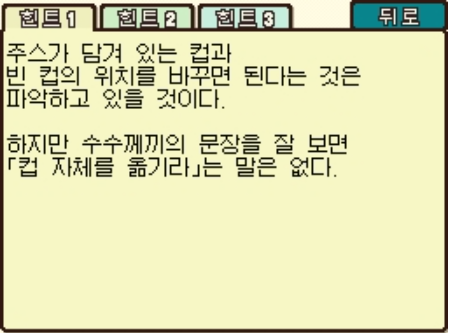 힌트1 힌트2 힌트3 뒤로
주스가 담겨 있는 컵과
빈 컵의 위치를 바꾸면 된다는 것은
파악하고 있을 것이다.
하지만 수수께끼의 문장을 잘 보면
「컵 자체를 옮기라」는 말은 없다.